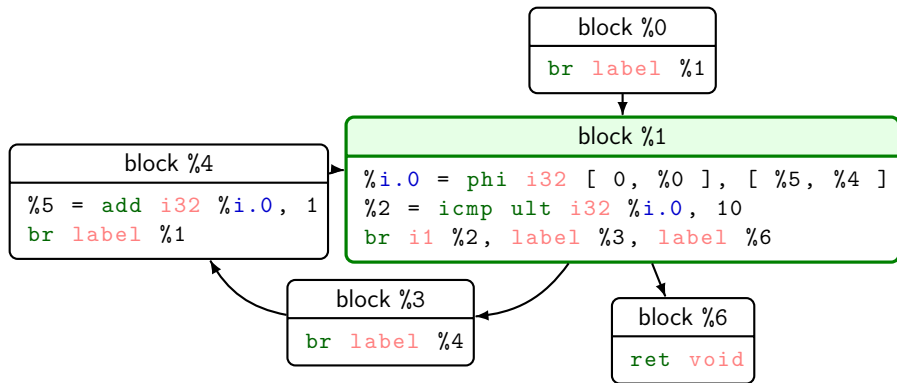 block %0
br label %1
block %1
%i.0 = phi i32 [ 0, %0 ], [ %5, %4 ]
%2 = icmp ult i32 %i.0, 10
br i1 %2, label %3, label %6
block %4
%5 = add i32 %i.0, 1
br label %1
block %3
br label %4
block %6
ret void